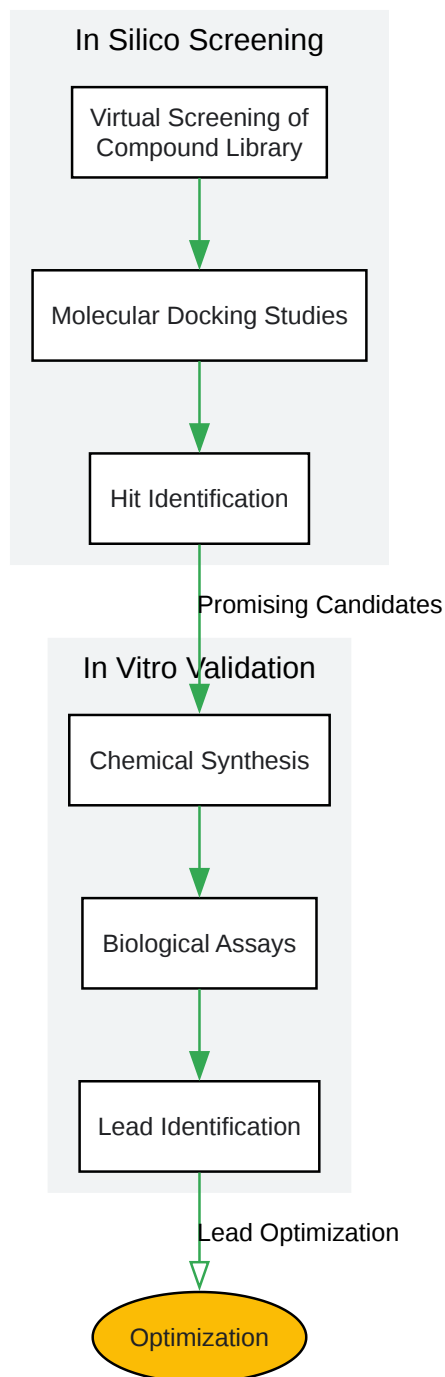 In Silico Screening
Virtual Screening of
Compound Library
Molecular Docking Studies
Hit Identification
Promising Candidates
In Vitro Validation
Chemical Synthesis
Biological Assays
Lead Identification
Lead Optimization
Optimization